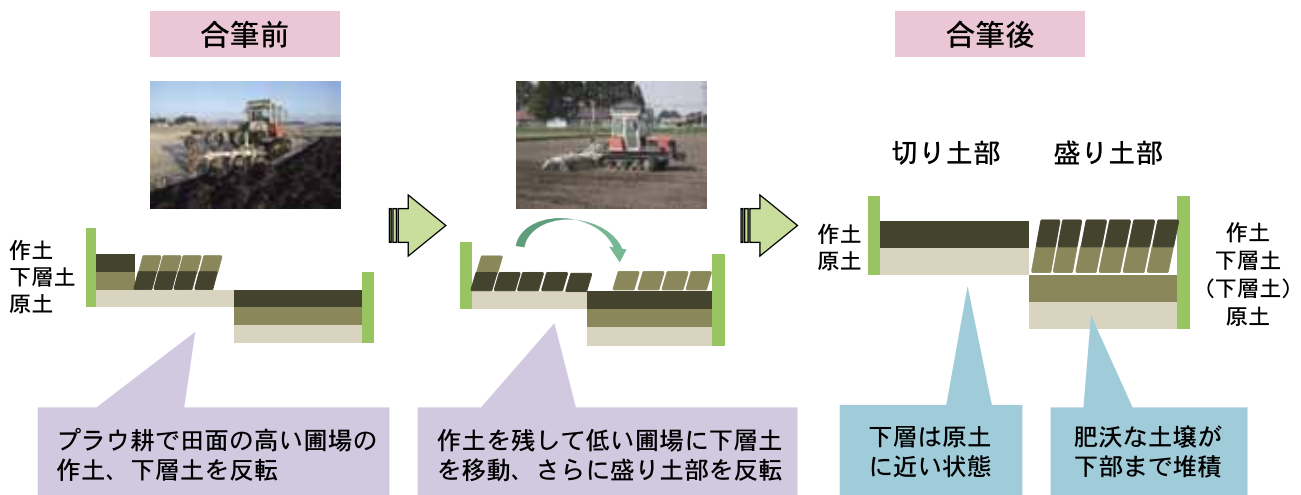 合筆前
合筆後
切り土部
盛り土部
作土
下層土
原土
作土
原土
作土
下層土
(下層土)
原土
プラウ耕で田面の高い圃場の
作土、下層土を反転
作土を残して低い圃場に下層土
を移動、さらに盛り土部を反転
下層は原土
に近い状態
肥沃な土壌が
下部まで堆積